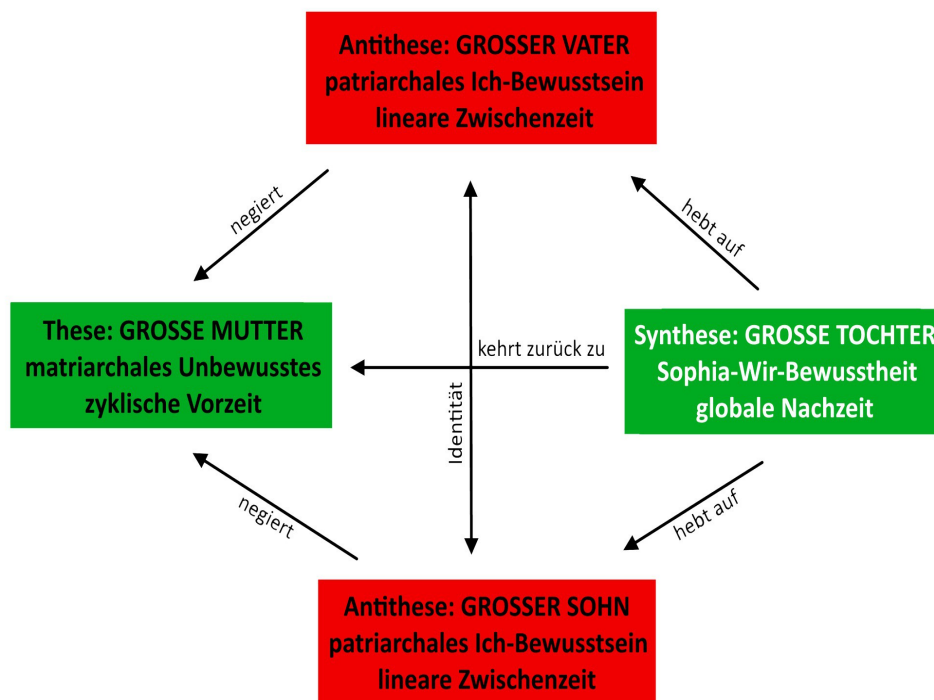 Antithese: GROSSER VATER
patriarchales Ich-Bewusstsein
lineare Zwischenzeit
negiert
hebt auf
These: GROSSE MUTTER
matriarchales Unbewusstes
zyklische Vorzeit
kehrt zurück zu
Identität
Synthese: GROSSE TOCHTER
Sophia-Wir-Bewusstheit
globale Nachzeit
negiert
hebt auf
Antithese: GROSSER SOHN
patriarchales Ich-Bewusstsein
lineare Zwischenzeit